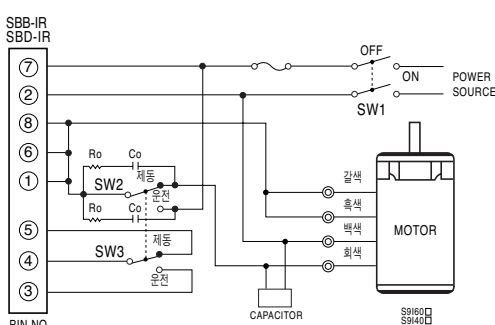 SBB-IR
SBD-IR
OFF
⑦
ON
POWER
SOURCE
②
SW1
⑧
⑥
Ro
Co
제동
①
SW2
운전
갈색
Ro
Co
흑색
⑤
제동
백색
MOTOR
④
SW3
회색
③
운전
CAPACITOR
S9I60□
S9I40□
PIN NO